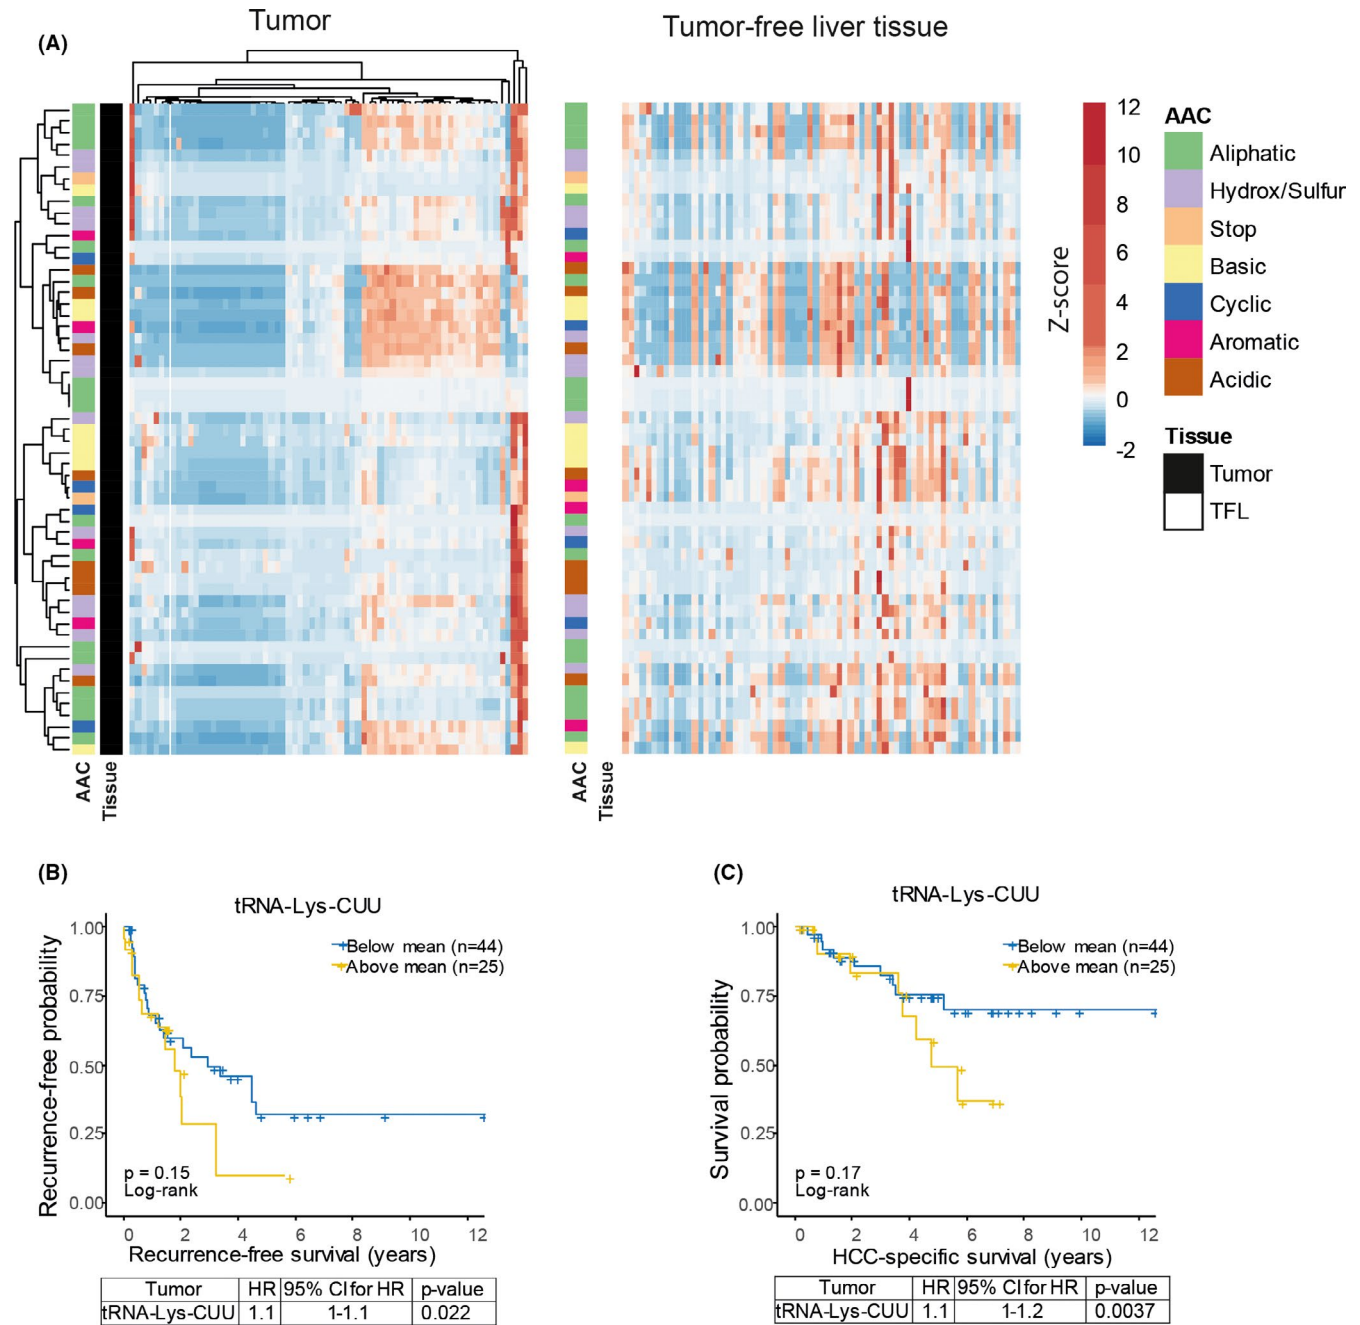 (A)
Tumor
Tumor-free liver tissue
AAC
Tissue
AAC
Tissue
Z-score
12
10
8
6
4
2
0
-2
AAC
Aliphatic
Hydrox/Sulfur
Stop
Basic
Cyclic
Aromatic
Acidic
Tissue
Tumor
TFL
(B)
tRNA-Lys-CUU
Recurrence-free probability
1.00
0.75
0.50
0.25
0.00
Below mean (n=44)
Above mean (n=25)
p = 0.15
Log-rank
0 2 4 6 8 10 12
Recurrence-free survival (years)
Tumor HR 95% CI for HR p-value
tRNA-Lys-CUU 1.1 1-1.1 0.022
(C)
tRNA-Lys-CUU
Survival probability
1.00
0.75
0.50
0.25
0.00
Below mean (n=44)
Above mean (n=25)
p = 0.17
Log-rank
0 2 4 6 8 10 12
HCC-specific survival (years)
Tumor HR 95% CI for HR p-value
tRNA-Lys-CUU 1.1 1-1.2 0.0037